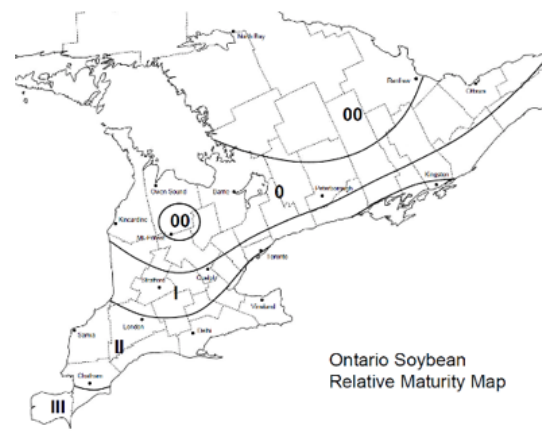 North Bay
Renfrew
Ottawa
00
Kingston
0
Peterborough
Owen Sound
Barrie
Kincardine
00
Mt. Forest
Toronto
Guelph
Stratford
I
Vineland
London
Delhi
Sarnia
II
Chatham
III
Ontario Soybean
Relative Maturity Map